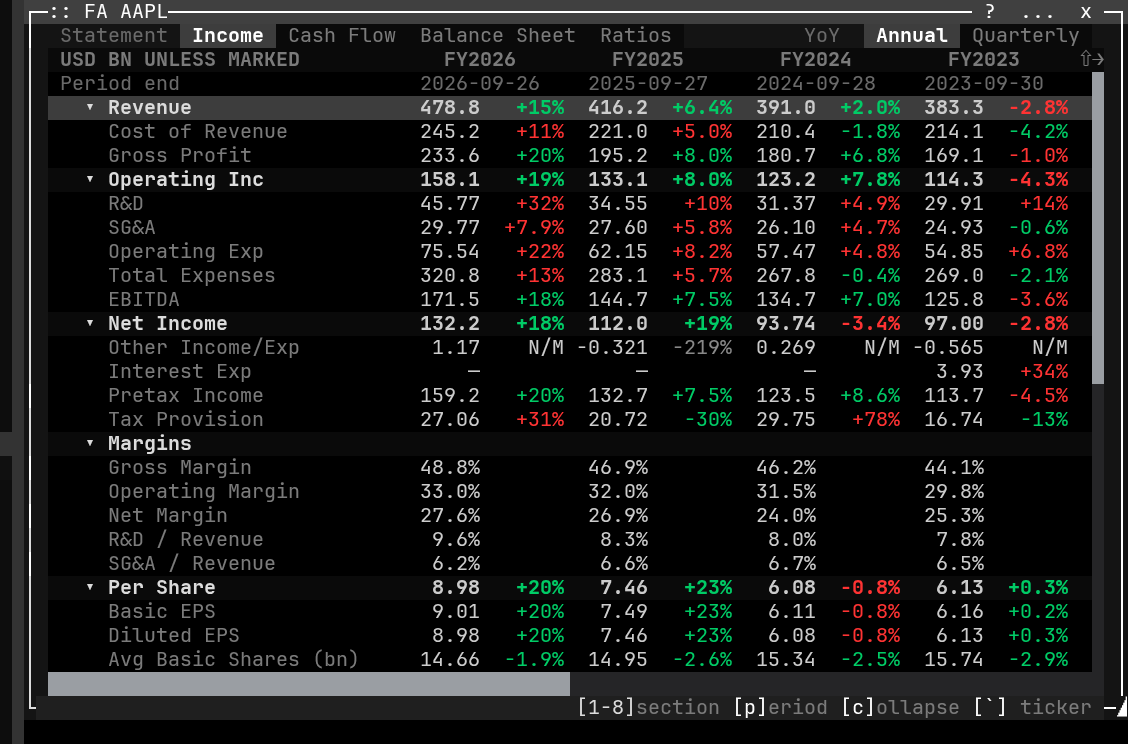 :: FA AAPL ? ... x
Statement Income Cash Flow Balance Sheet Ratios YoY Annual Quarterly
USD BN UNLESS MARKED FY2026 FY2025 FY2024 FY2023 ⇧→
Period end 2026-09-26 2025-09-27 2024-09-28 2023-09-30
▾ Revenue 478.8 +15% 416.2 +6.4% 391.0 +2.0% 383.3 -2.8%
Cost of Revenue 245.2 +11% 221.0 +5.0% 210.4 -1.8% 214.1 -4.2%
Gross Profit 233.6 +20% 195.2 +8.0% 180.7 +6.8% 169.1 -1.0%
▾ Operating Inc 158.1 +19% 133.1 +8.0% 123.2 +7.8% 114.3 -4.3%
R&D 45.77 +32% 34.55 +10% 31.37 +4.9% 29.91 +14%
SG&A 29.77 +7.9% 27.60 +5.8% 26.10 +4.7% 24.93 -0.6%
Operating Exp 75.54 +22% 62.15 +8.2% 57.47 +4.8% 54.85 +6.8%
Total Expenses 320.8 +13% 283.1 +5.7% 267.8 -0.4% 269.0 -2.1%
EBITDA 171.5 +18% 144.7 +7.5% 134.7 +7.0% 125.8 -3.6%
▾ Net Income 132.2 +18% 112.0 +19% 93.74 -3.4% 97.00 -2.8%
Other Income/Exp 1.17 N/M -0.321 -219% 0.269 N/M -0.565 N/M
Interest Exp — — — 3.93 +34%
Pretax Income 159.2 +20% 132.7 +7.5% 123.5 +8.6% 113.7 -4.5%
Tax Provision 27.06 +31% 20.72 -30% 29.75 +78% 16.74 -13%
▾ Margins
Gross Margin 48.8% 46.9% 46.2% 44.1%
Operating Margin 33.0% 32.0% 31.5% 29.8%
Net Margin 27.6% 26.9% 24.0% 25.3%
R&D / Revenue 9.6% 8.3% 8.0% 7.8%
SG&A / Revenue 6.2% 6.6% 6.7% 6.5%
▾ Per Share 8.98 +20% 7.46 +23% 6.08 -0.8% 6.13 +0.3%
Basic EPS 9.01 +20% 7.49 +23% 6.11 -0.8% 6.16 +0.2%
Diluted EPS 8.98 +20% 7.46 +23% 6.08 -0.8% 6.13 +0.3%
Avg Basic Shares (bn) 14.66 -1.9% 14.95 -2.6% 15.34 -2.5% 15.74 -2.9%
[1-8]section [p]eriod [c]ollapse [`] ticker